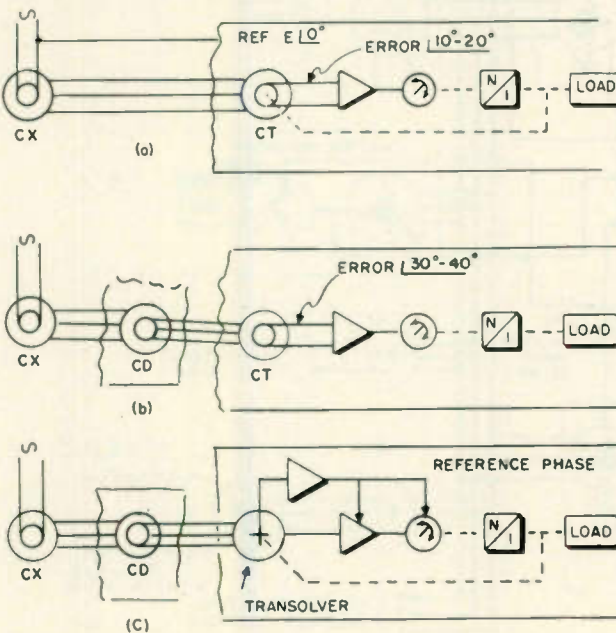 S
REF E∠0°
ERROR ∠10°-20°
N/1
LOAD
CX
CT
(a)
S
ERROR ∠30°-40°
N/1
LOAD
CX
CD
CT
(b)
S
REFERENCE PHASE
N/1
LOAD
CX
CD
TRANSOLVER
(C)